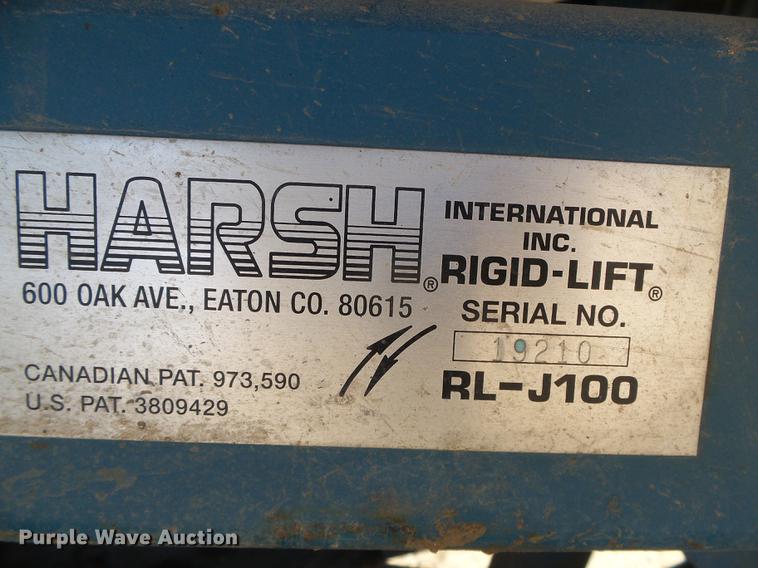 HARSH®
INTERNATIONAL
INC.
RIGID-LIFT®
600 OAK AVE., EATON CO. 80615
SERIAL NO.
19210
CANADIAN PAT. 973,590
U.S. PAT. 3809429
RL-J100
Purple Wave Auction